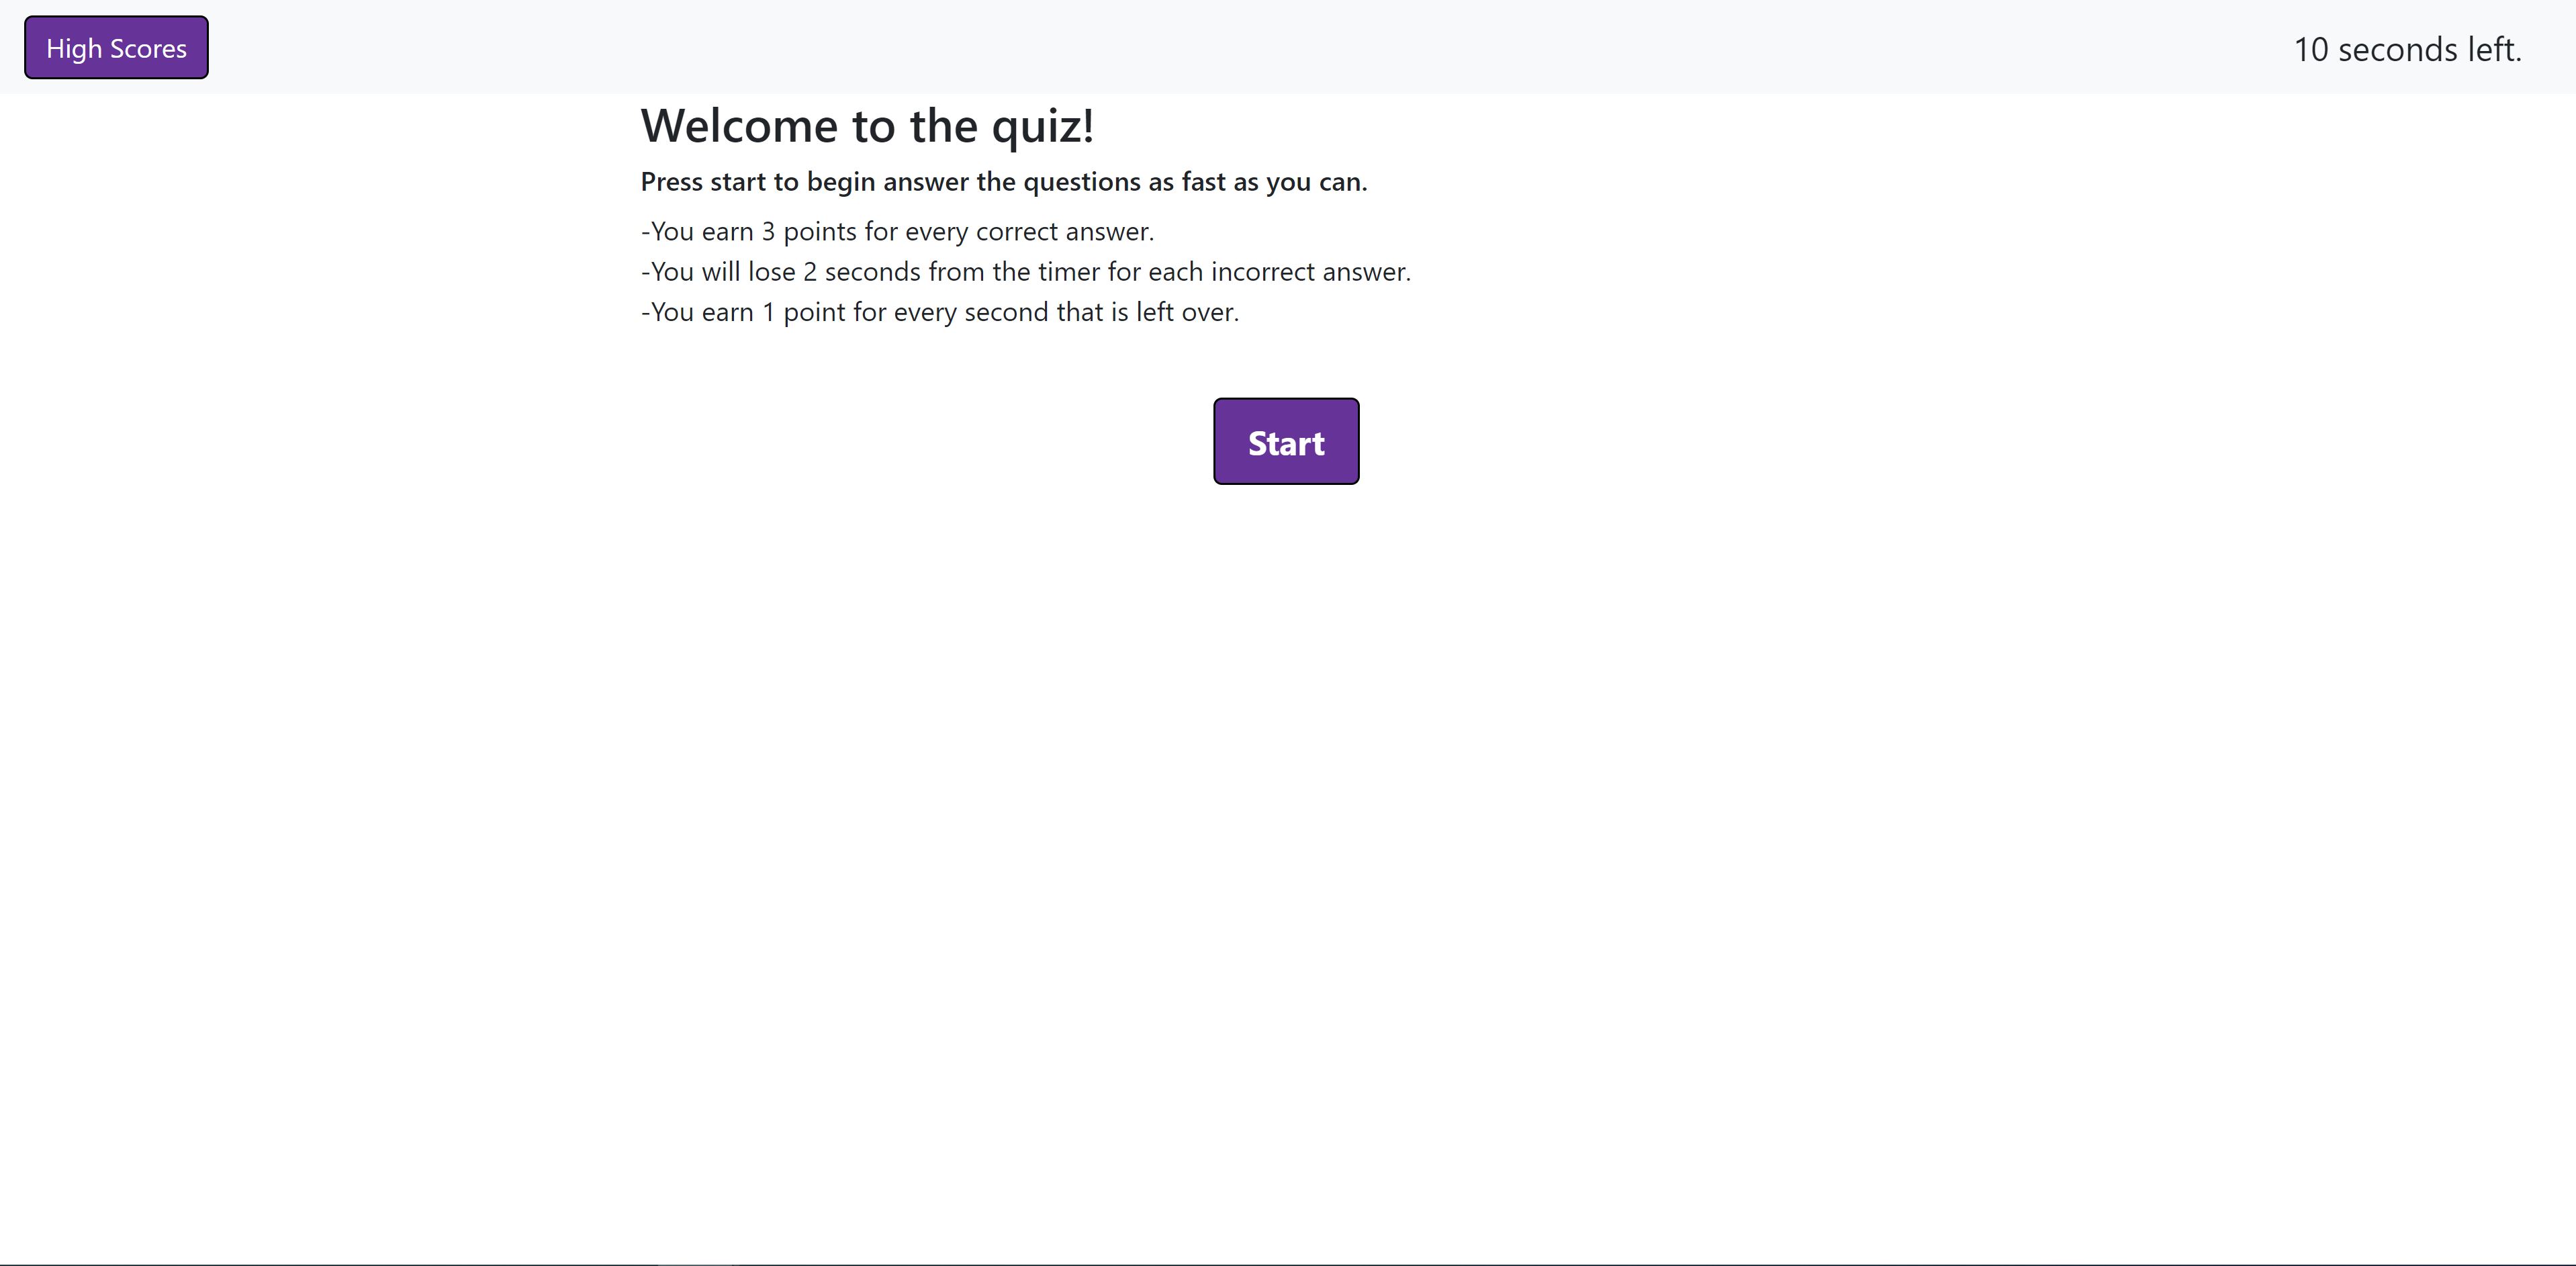 High Scores
10 seconds left.
Welcome to the quiz!
Press start to begin answer the questions as fast as you can.
-You earn 3 points for every correct answer.
-You will lose 2 seconds from the timer for each incorrect answer.
-You earn 1 point for every second that is left over.
Start